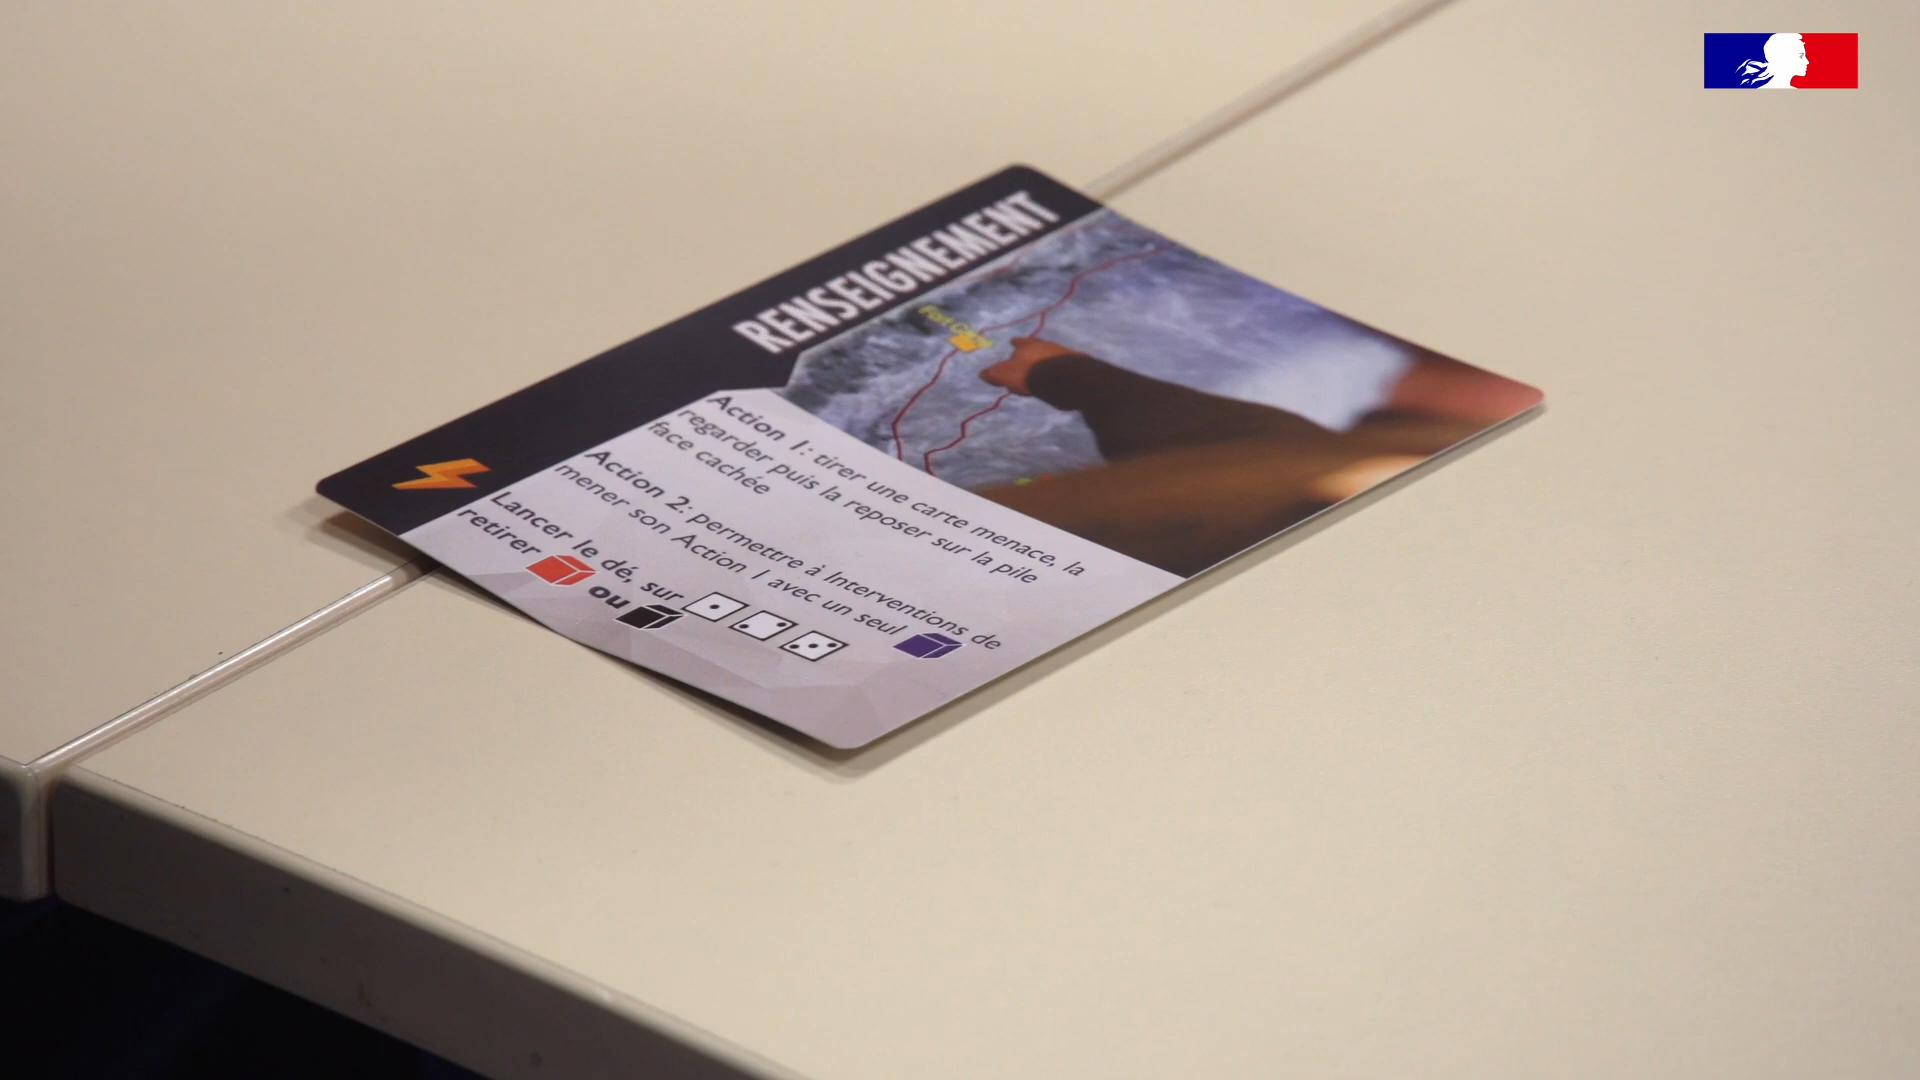 RENSEIGNEMENT
Action 1: tirer une carte menace, la
regarder puis la reposer sur la pile
face cachée
Action 2: permettre à Interventions de
mener son Action 1 avec un seul
Lancer le dé, sur
retirer ou